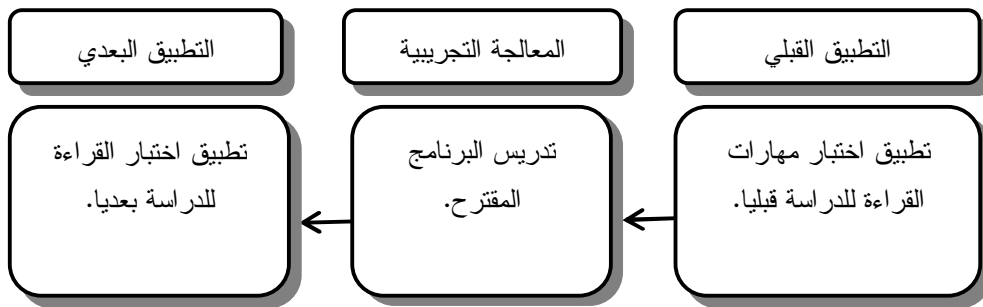 التطبيق القبلي
المعالجة التجريبية
التطبيق البعدي
تطبيق اختبار مهارات
القراءة للدراسة قبليا.
تدريس البرنامج
المقترح.
تطبيق اختبار القراءة
للدراسة بعديا.